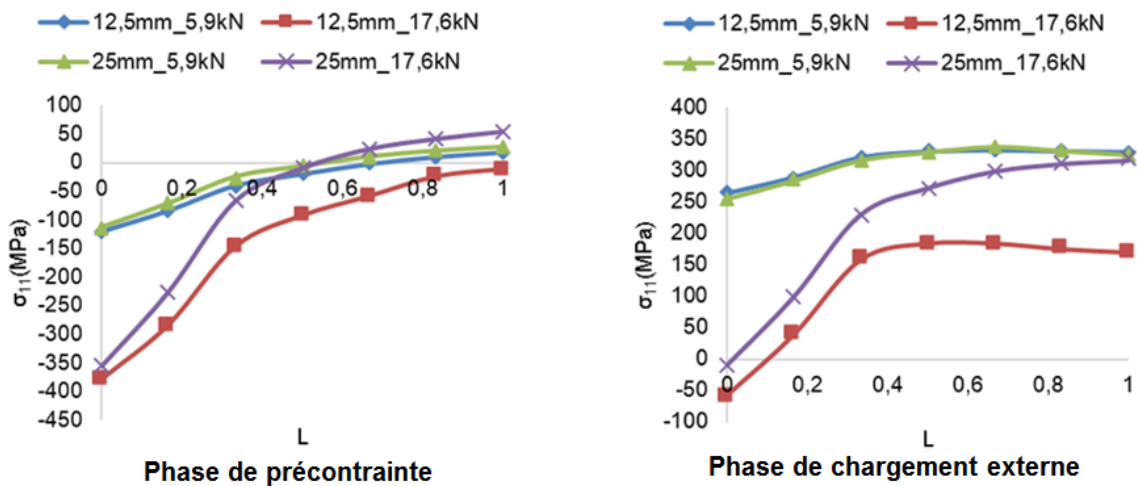 12,5mm_5,9kN 12,5mm_17,6kN
25mm_5,9kN 25mm_17,6kN
100
50
0
-50
-100
-150
-200
-250
-300
-350
-400
-450
0 0,2 0,4 0,6 0,8 1
σ11(MPa)
L
Phase de précontrainte
12,5mm_5,9kN 12,5mm_17,6kN
25mm_5,9kN 25mm_17,6kN
400
350
300
250
200
150
100
50
0
-50
-100
0 0,2 0,4 0,6 0,8 1
σ11(MPa)
L
Phase de chargement externe